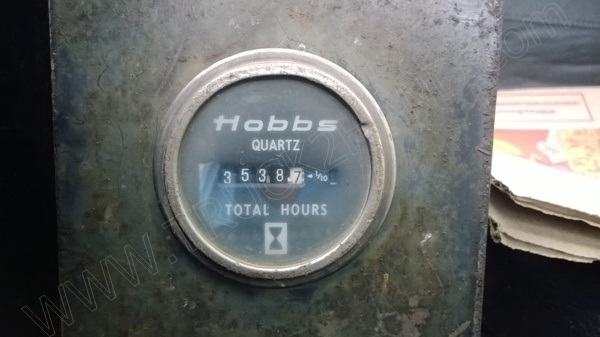 Hobbs
QUARTZ
3538.7 ◄ 1/10
TOTAL HOURS